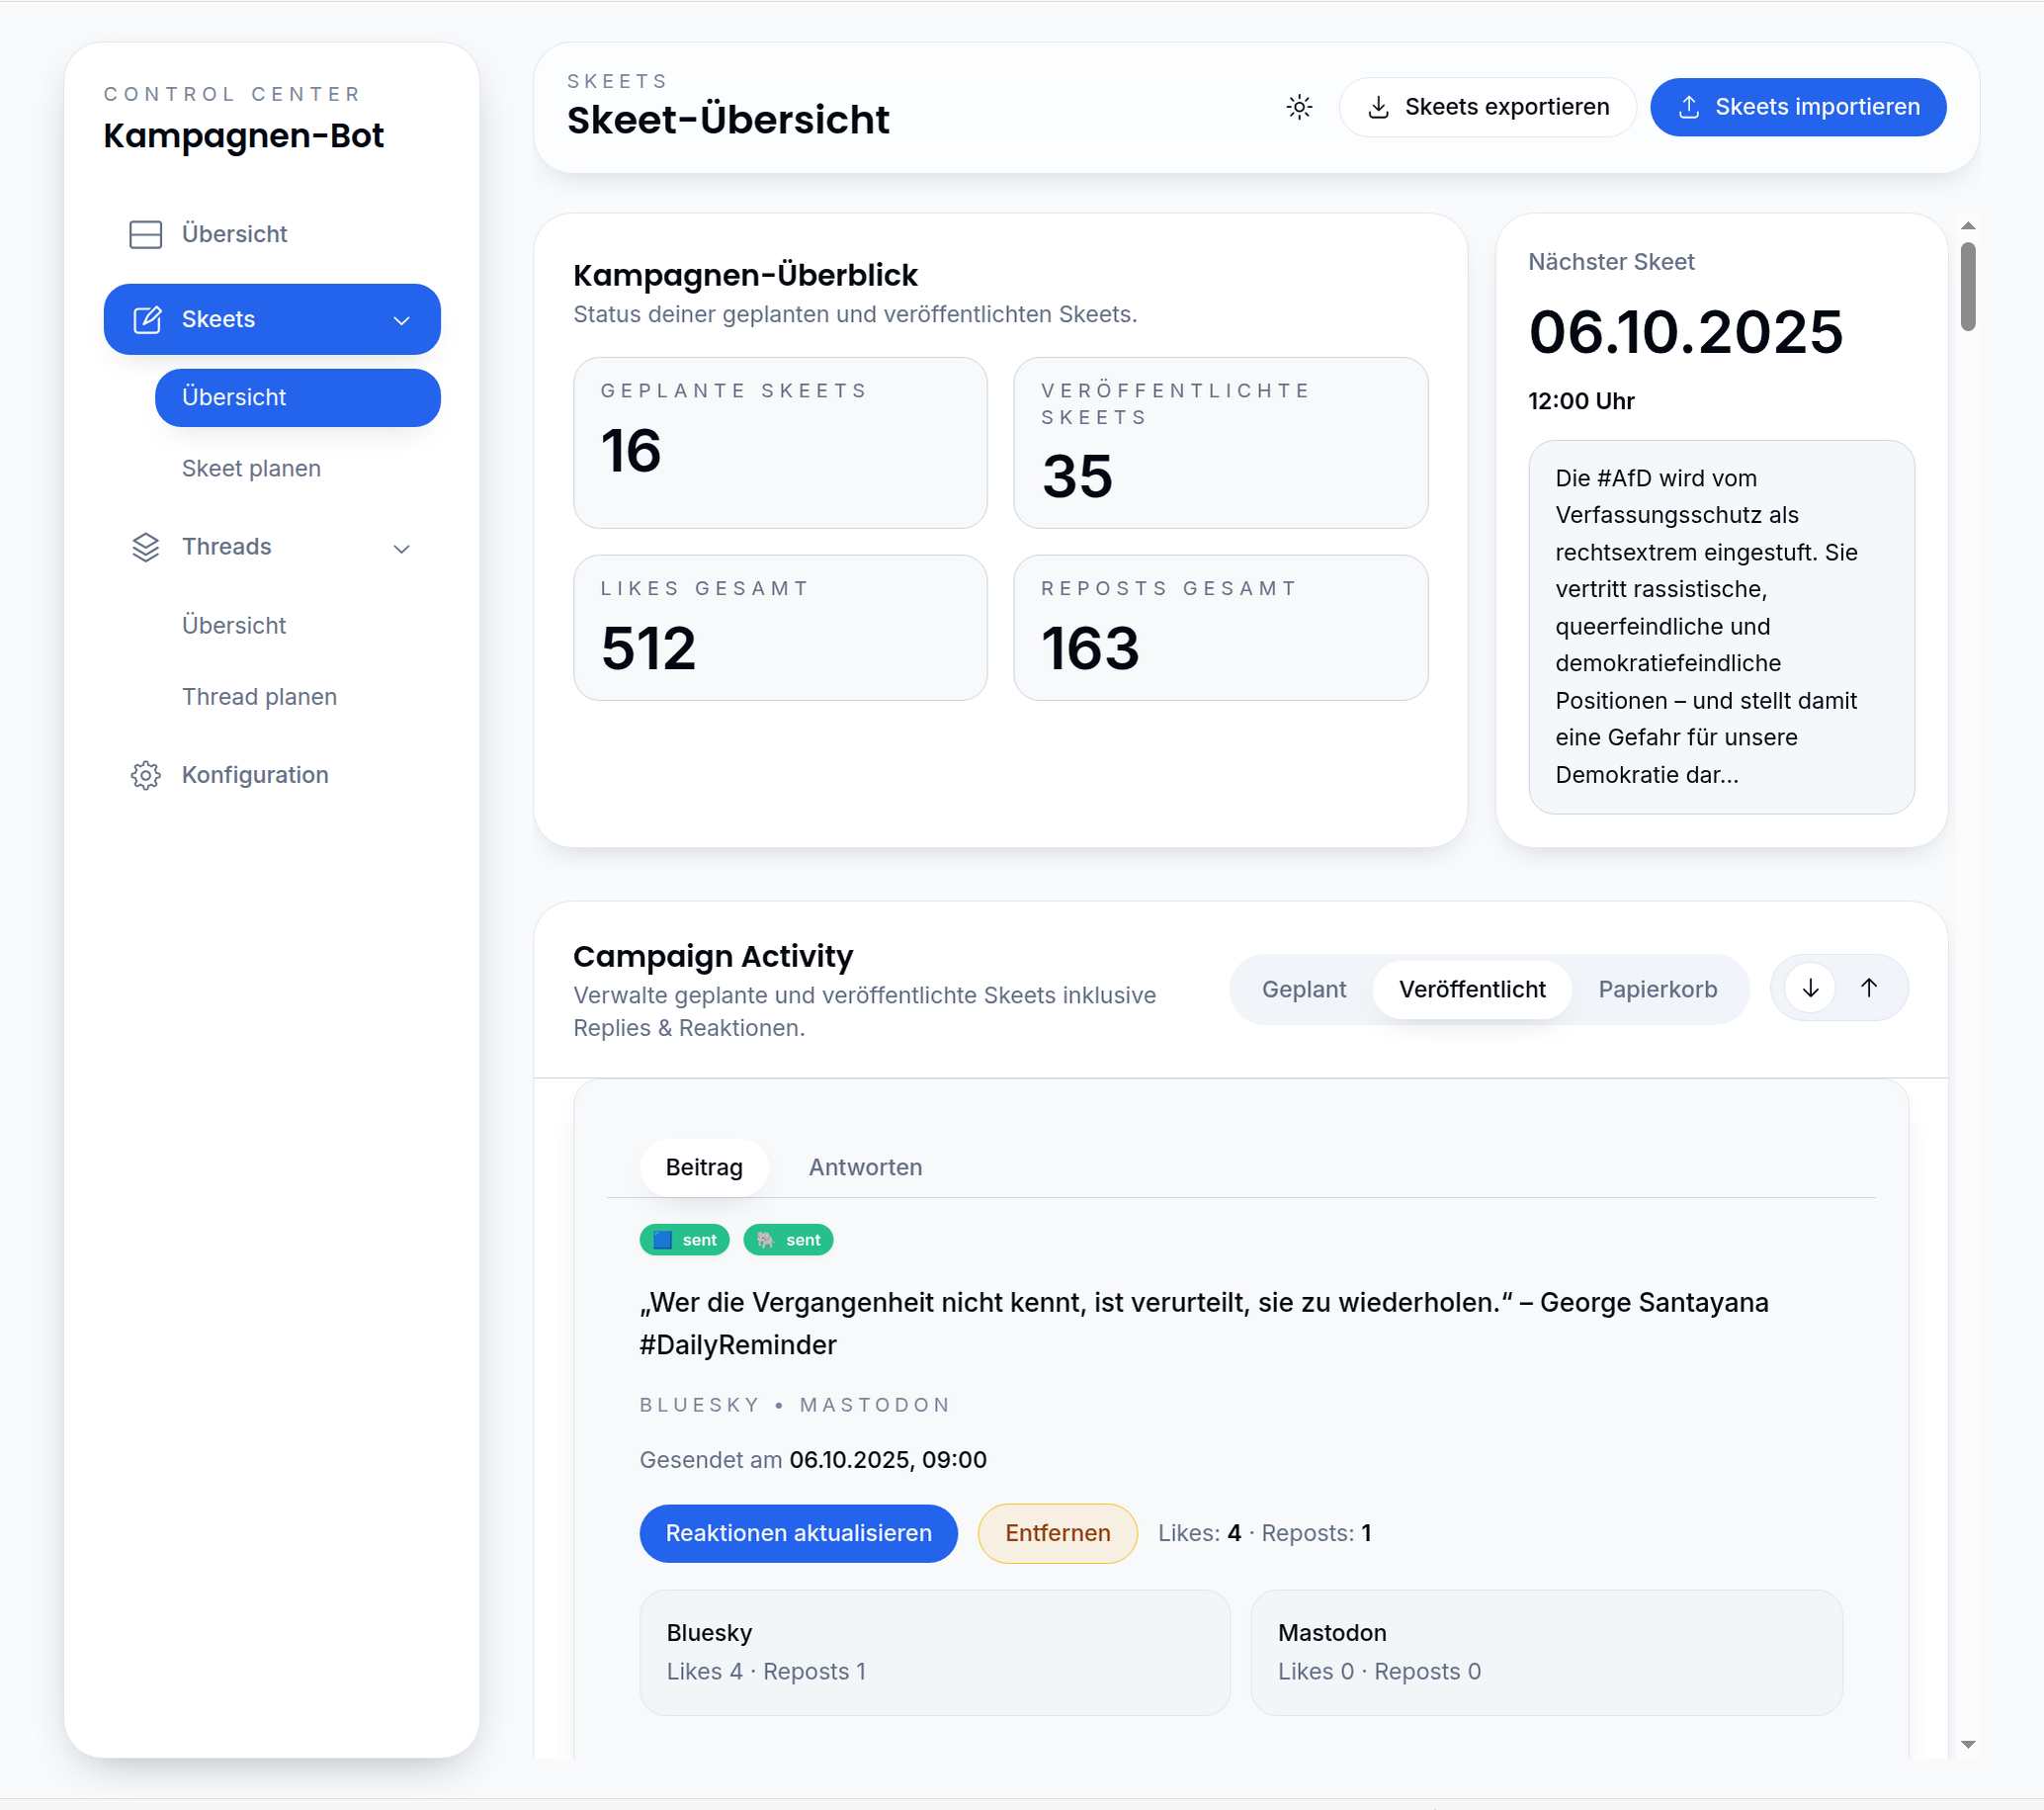 CONTROL CENTER
Kampagnen-Bot
Übersicht
Skeets
Übersicht
Skeet planen
Threads
Übersicht
Thread planen
Konfiguration
SKEETS
Skeet-Übersicht
Skeets exportieren
Skeets importieren
Kampagnen-Überblick
Status deiner geplanten und veröffentlichten Skeets.
GEPLANTE SKEETS
16
VERÖFFENTLICHTE
SKEETS
35
LIKES GESAMT
512
REPOSTS GESAMT
163
Nächster Skeet
06.10.2025
12:00 Uhr
Die #AfD wird vom
Verfassungsschutz als
rechtsextrem eingestuft. Sie
vertritt rassistische,
queerfeindliche und
demokratiefeindliche
Positionen – und stellt damit
eine Gefahr für unsere
Demokratie dar...
Campaign Activity
Verwalte geplante und veröffentlichte Skeets inklusive
Replies & Reaktionen.
Geplant
Veröffentlicht
Papierkorb
Beitrag
Antworten
sent
sent
„Wer die Vergangenheit nicht kennt, ist verurteilt, sie zu wiederholen.“ – George Santayana
#DailyReminder
BLUESKY • MASTODON
Gesendet am 06.10.2025, 09:00
Reaktionen aktualisieren
Entfernen
Likes: 4 · Reposts: 1
Bluesky
Likes 4 · Reposts 1
Mastodon
Likes 0 · Reposts 0